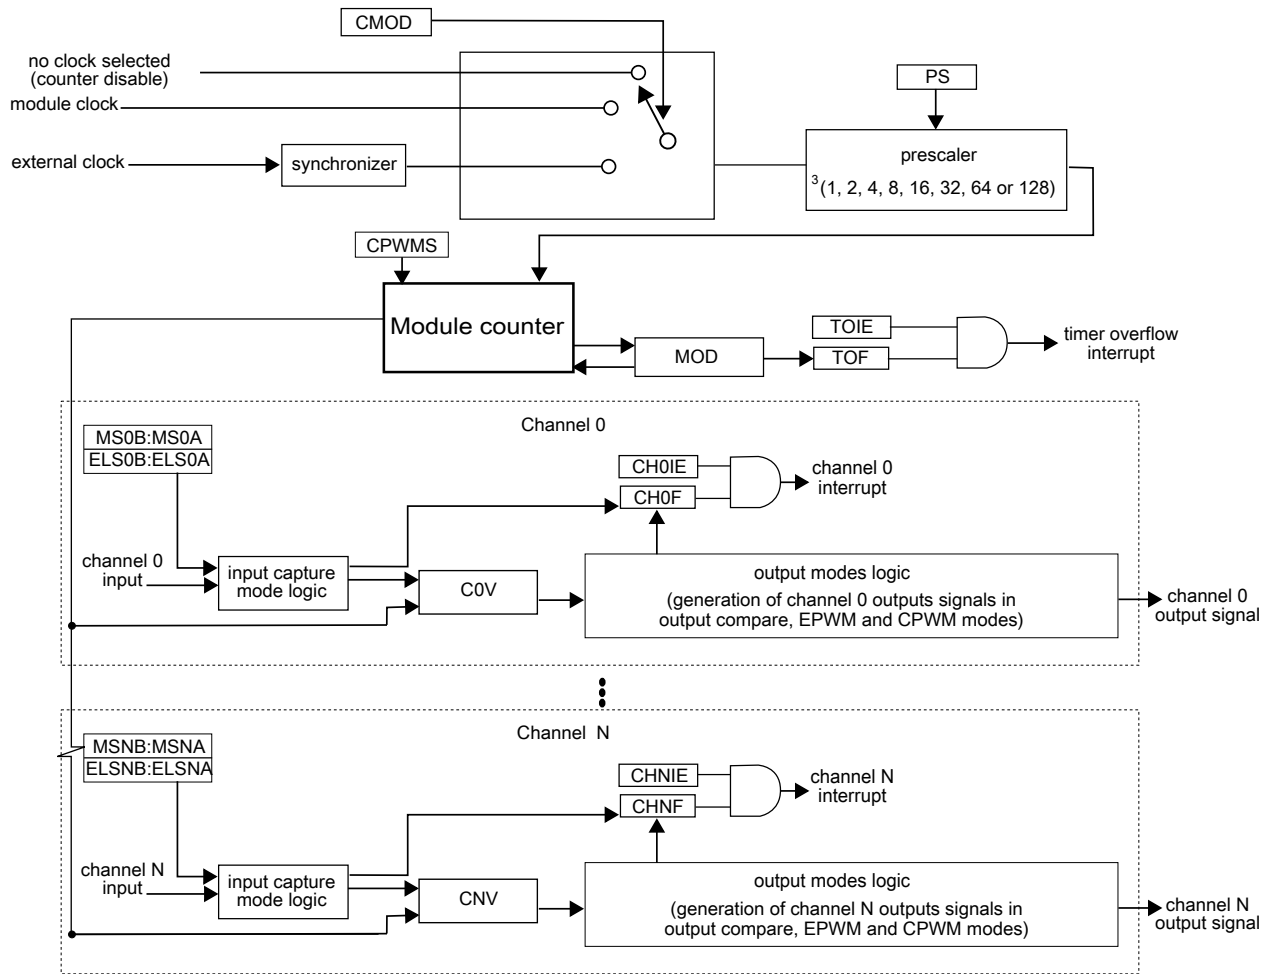 CMOD
no clock selected
(counter disable)
module clock
external clock
synchronizer
PS
prescaler
3 (1, 2, 4, 8, 16, 32, 64 or 128)
CPWMS
Module counter
MOD
TOIE
TOF
timer overflow
interrupt
Channel 0
MS0B:MS0A
ELS0B:ELS0A
CH0IE
CH0F
channel 0
interrupt
channel 0
input
input capture
mode logic
C0V
output modes logic
(generation of channel 0 outputs signals in
output compare, EPWM and CPWM modes)
channel 0
output signal
Channel N
MSNB:MSNA
ELSNB:ELSNA
CHNIE
CHNF
channel N
interrupt
channel N
input
input capture
mode logic
CNV
output modes logic
(generation of channel N outputs signals in
output compare, EPWM and CPWM modes)
channel N
output signal